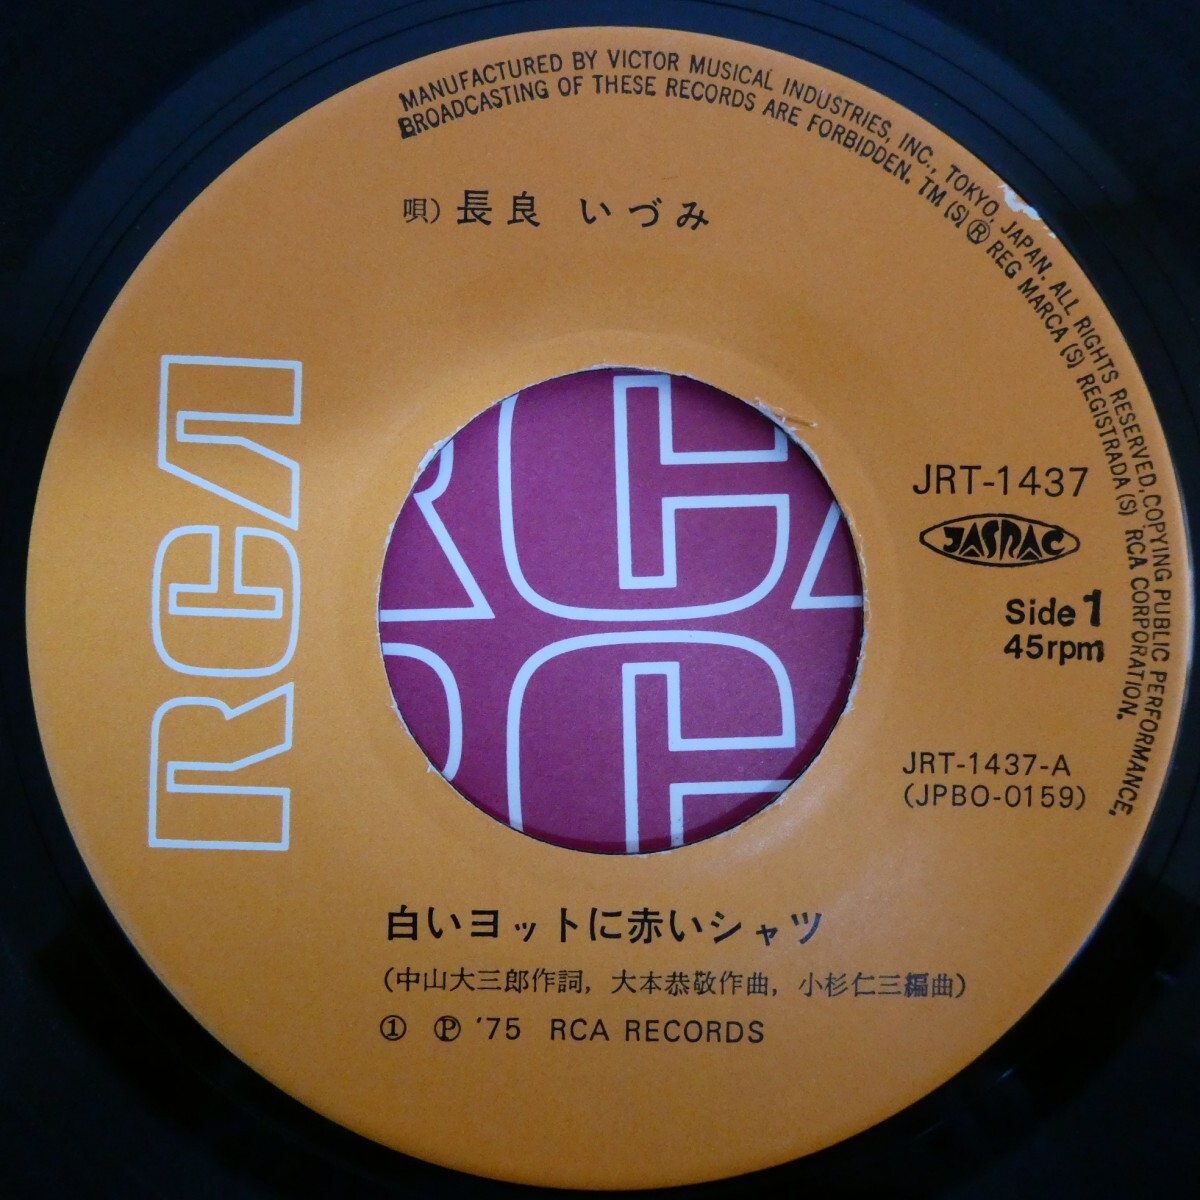 MANUFACTURED BY VICTOR MUSICAL INDUSTRIES, INC., TOKYO, JAPAN. ALL RIGHTS RESERVED, COPYING PUBLIC PERFORMANCE,
BROADCASTING OF THESE RECORDS ARE FORBIDDEN. TM (S) ® REG MARCA (S) REGISTRADA (S) RCA CORPORATION.
唄) 長良 いづみ
RCA
JRT-1437
JASRAC
Side 1
45rpm
JRT-1437-A
(JPBO-0159)
白いヨットに赤いシャツ
(中山大三郎作詞, 大本恭敬作曲, 小杉仁三編曲)
① Ⓟ '75 RCA RECORDS